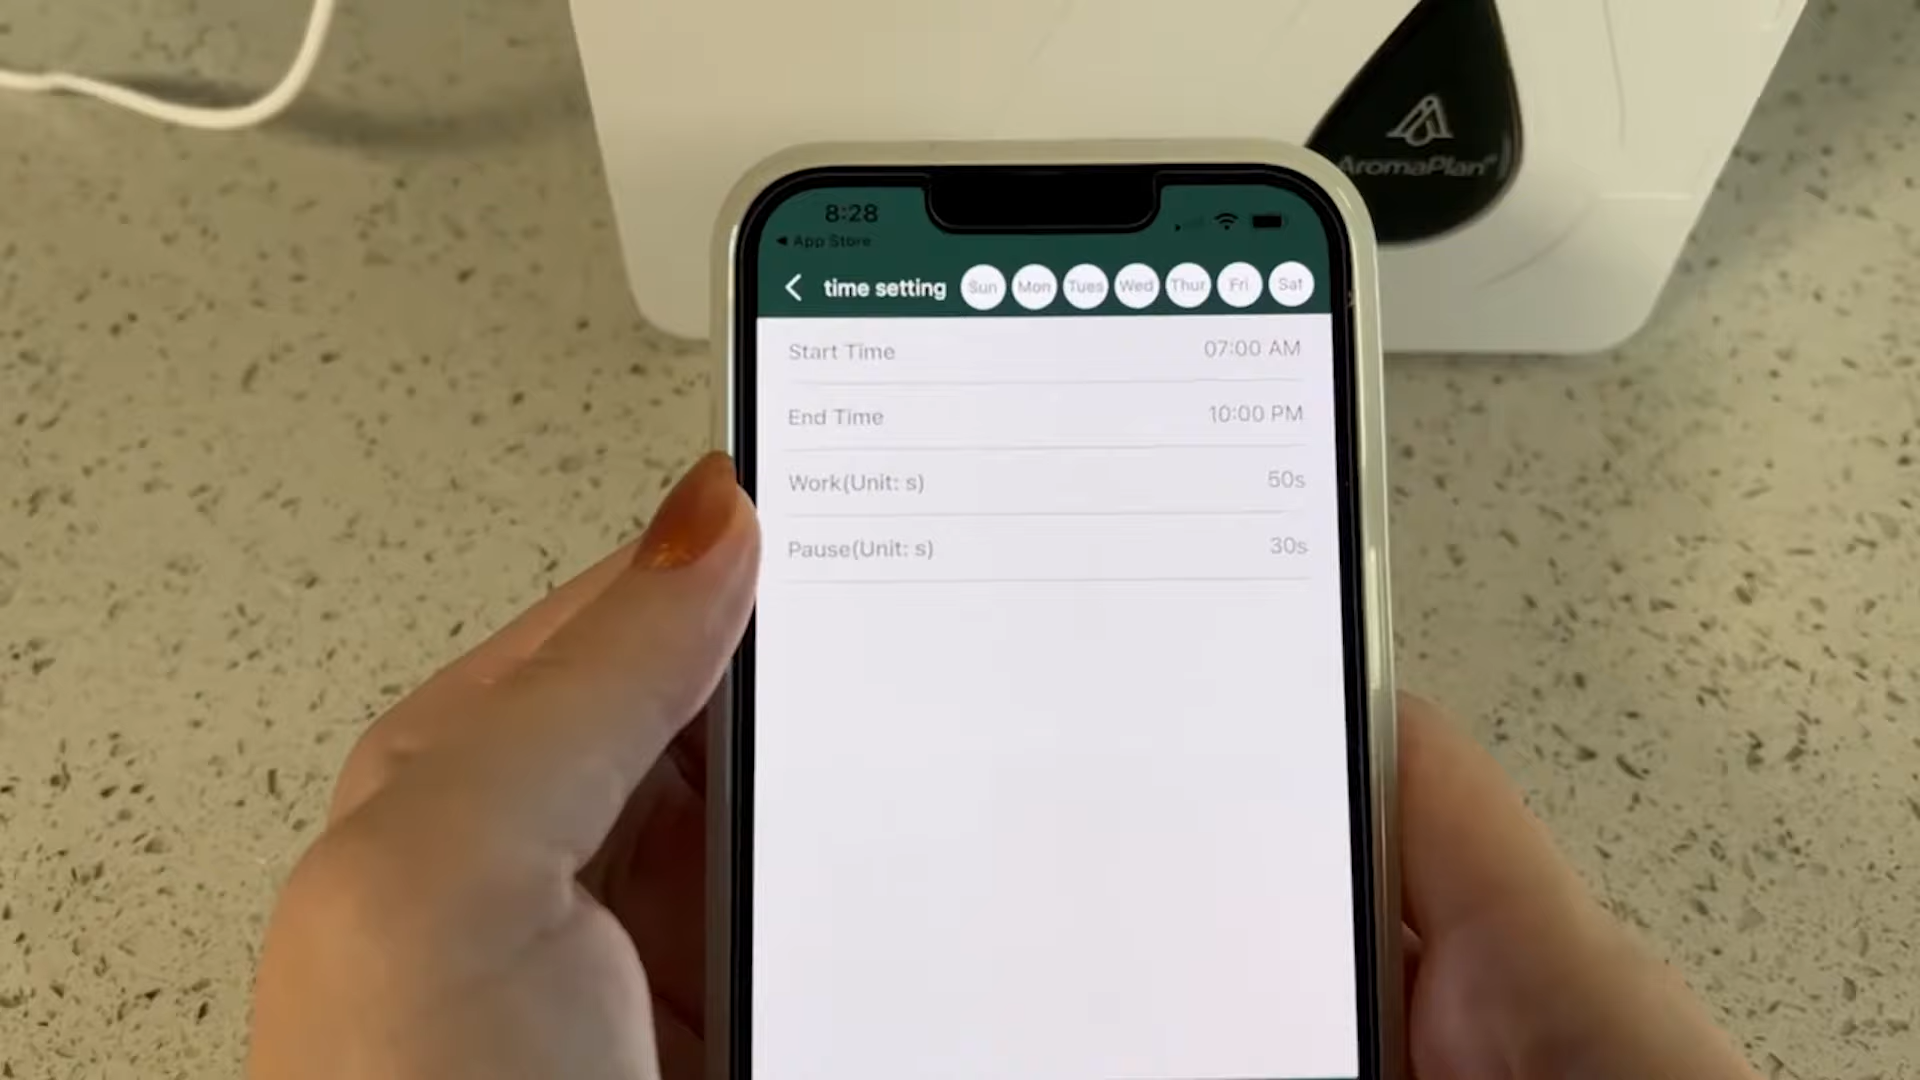 AromaPlan
8:28
◀ App Store
time setting Sun Mon Tues Wed Thur Fri Sat
Start Time 07:00 AM
End Time 10:00 PM
Work(Unit: s) 50s
Pause(Unit: s) 30s